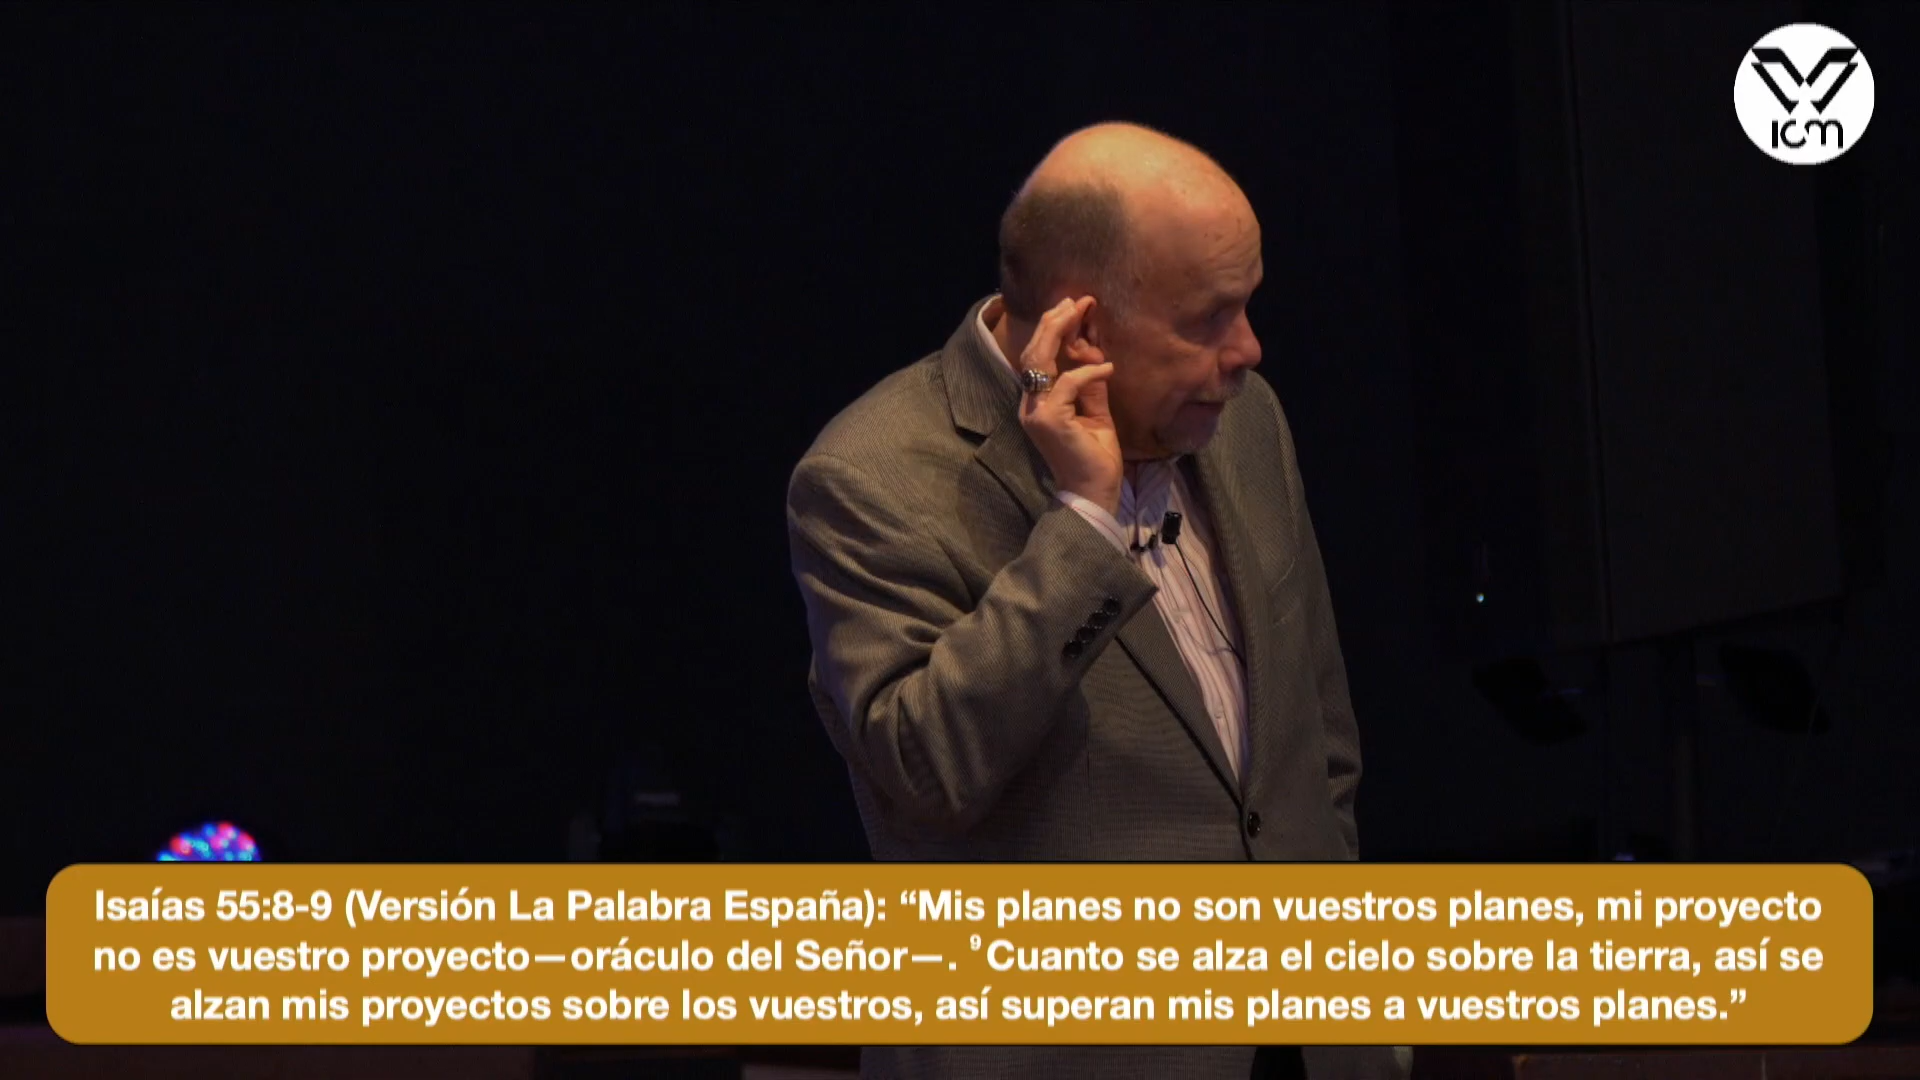 ICM
Isaías 55:8-9 (Versión La Palabra España): “Mis planes no son vuestros planes, mi proyecto
no es vuestro proyecto—oráculo del Señor—. ⁹Cuanto se alza el cielo sobre la tierra, así se
alzan mis proyectos sobre los vuestros, así superan mis planes a vuestros planes.”